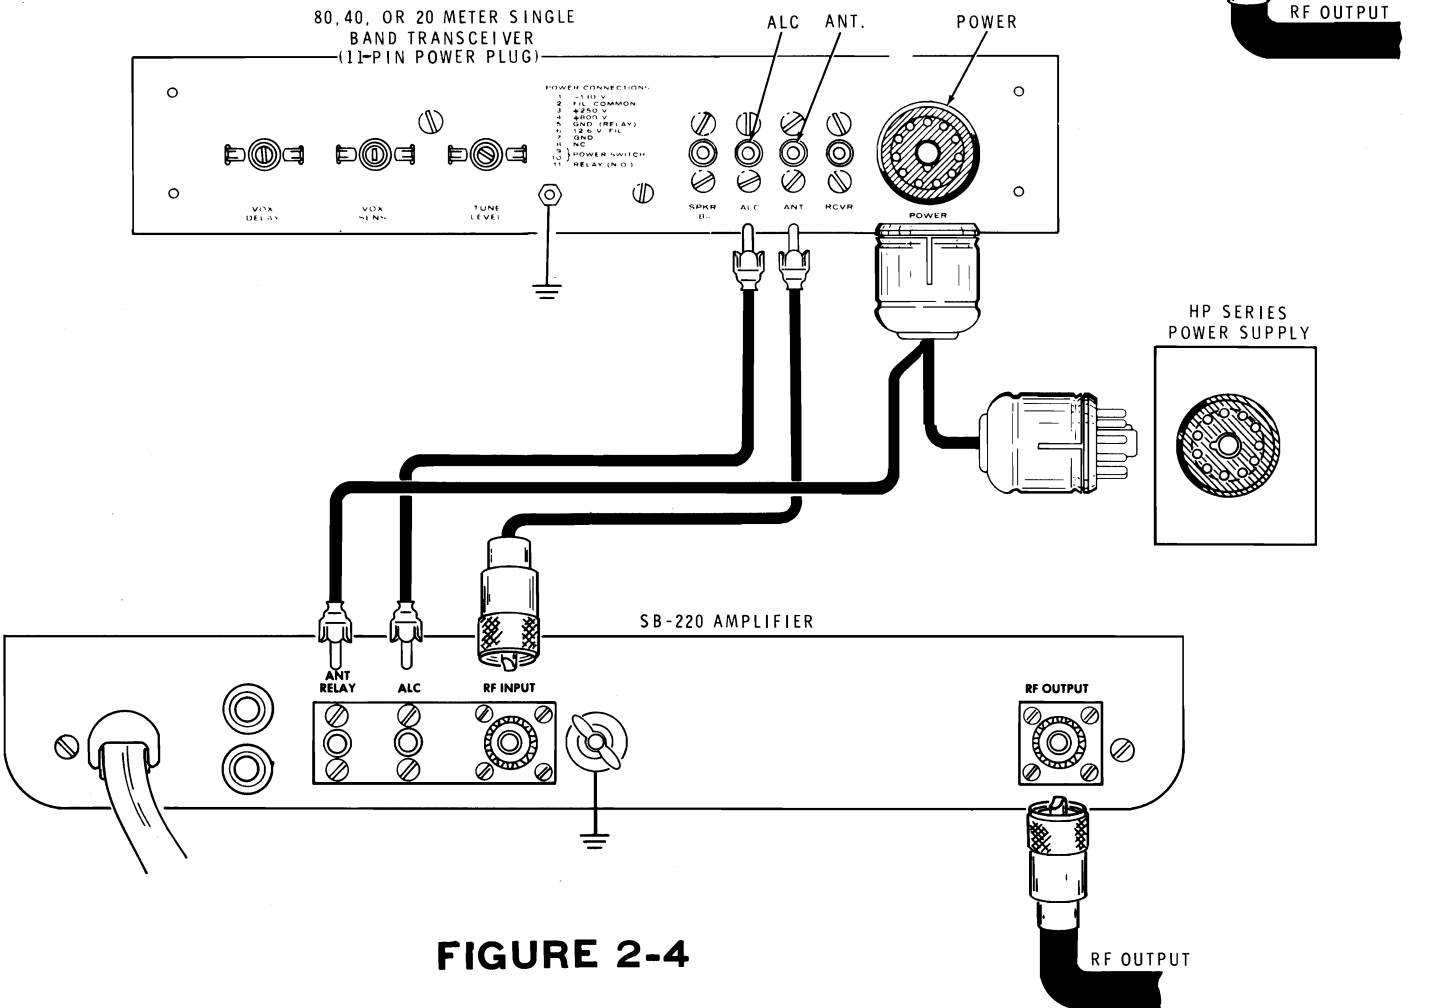 80, 40, OR 20 METER SINGLE
BAND TRANSCEIVER
(11-PIN POWER PLUG)
ALC
ANT.
POWER
RF OUTPUT
POWER CONNECTIONS
1 -130 V
2 FIL COMMON
3 +250 V
4 +800 V
5 GND (RELAY)
6 12.6 V FIL
7 GND
8 NC
9
10 } POWER SWITCH
11 RELAY (N.O.)
VOX
DELAY
VOX
SENS
TUNE
LEVEL
SPKR
8
ALC
ANT
RCVR
POWER
HP SERIES
POWER SUPPLY
SB-220 AMPLIFIER
ANT
RELAY
ALC
RF INPUT
RF OUTPUT
RF OUTPUT
FIGURE 2-4